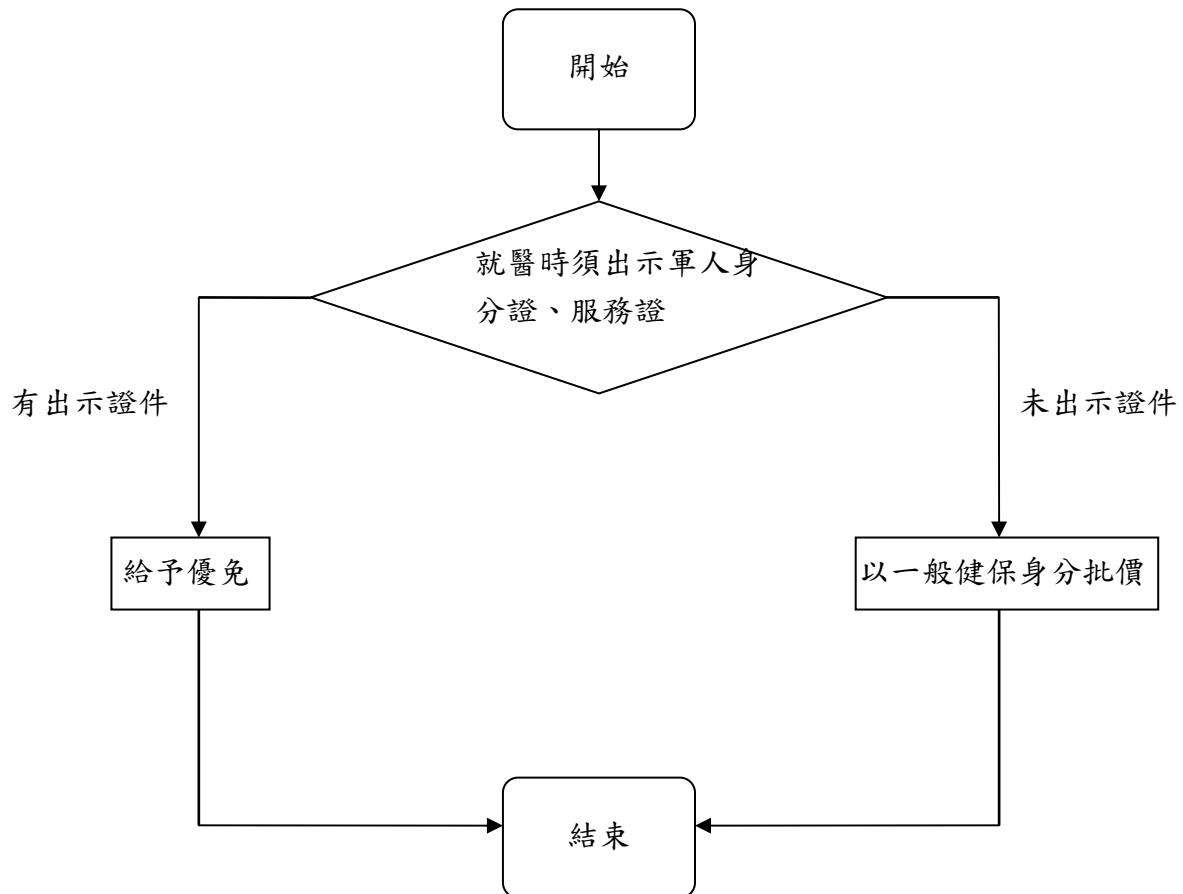 開始
就醫時須出示軍人身
分證、服務證
有出示證件
未出示證件
給予優免
以一般健保身分批價
結束